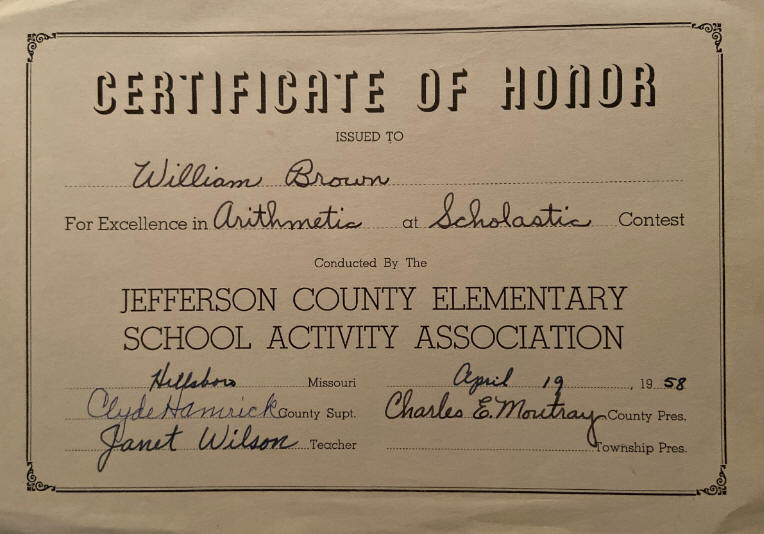 CERTIFICATE OF HONOR
ISSUED TO
William Brown
For Excellence in Arithmetic at Scholastic Contest
Conducted By The
JEFFERSON COUNTY ELEMENTARY
SCHOOL ACTIVITY ASSOCIATION
Hillsboro Missouri April 19, 1958
Clyde Hamrick County Supt. Charles E. Moutray County Pres.
Janet Wilson Teacher Township Pres.